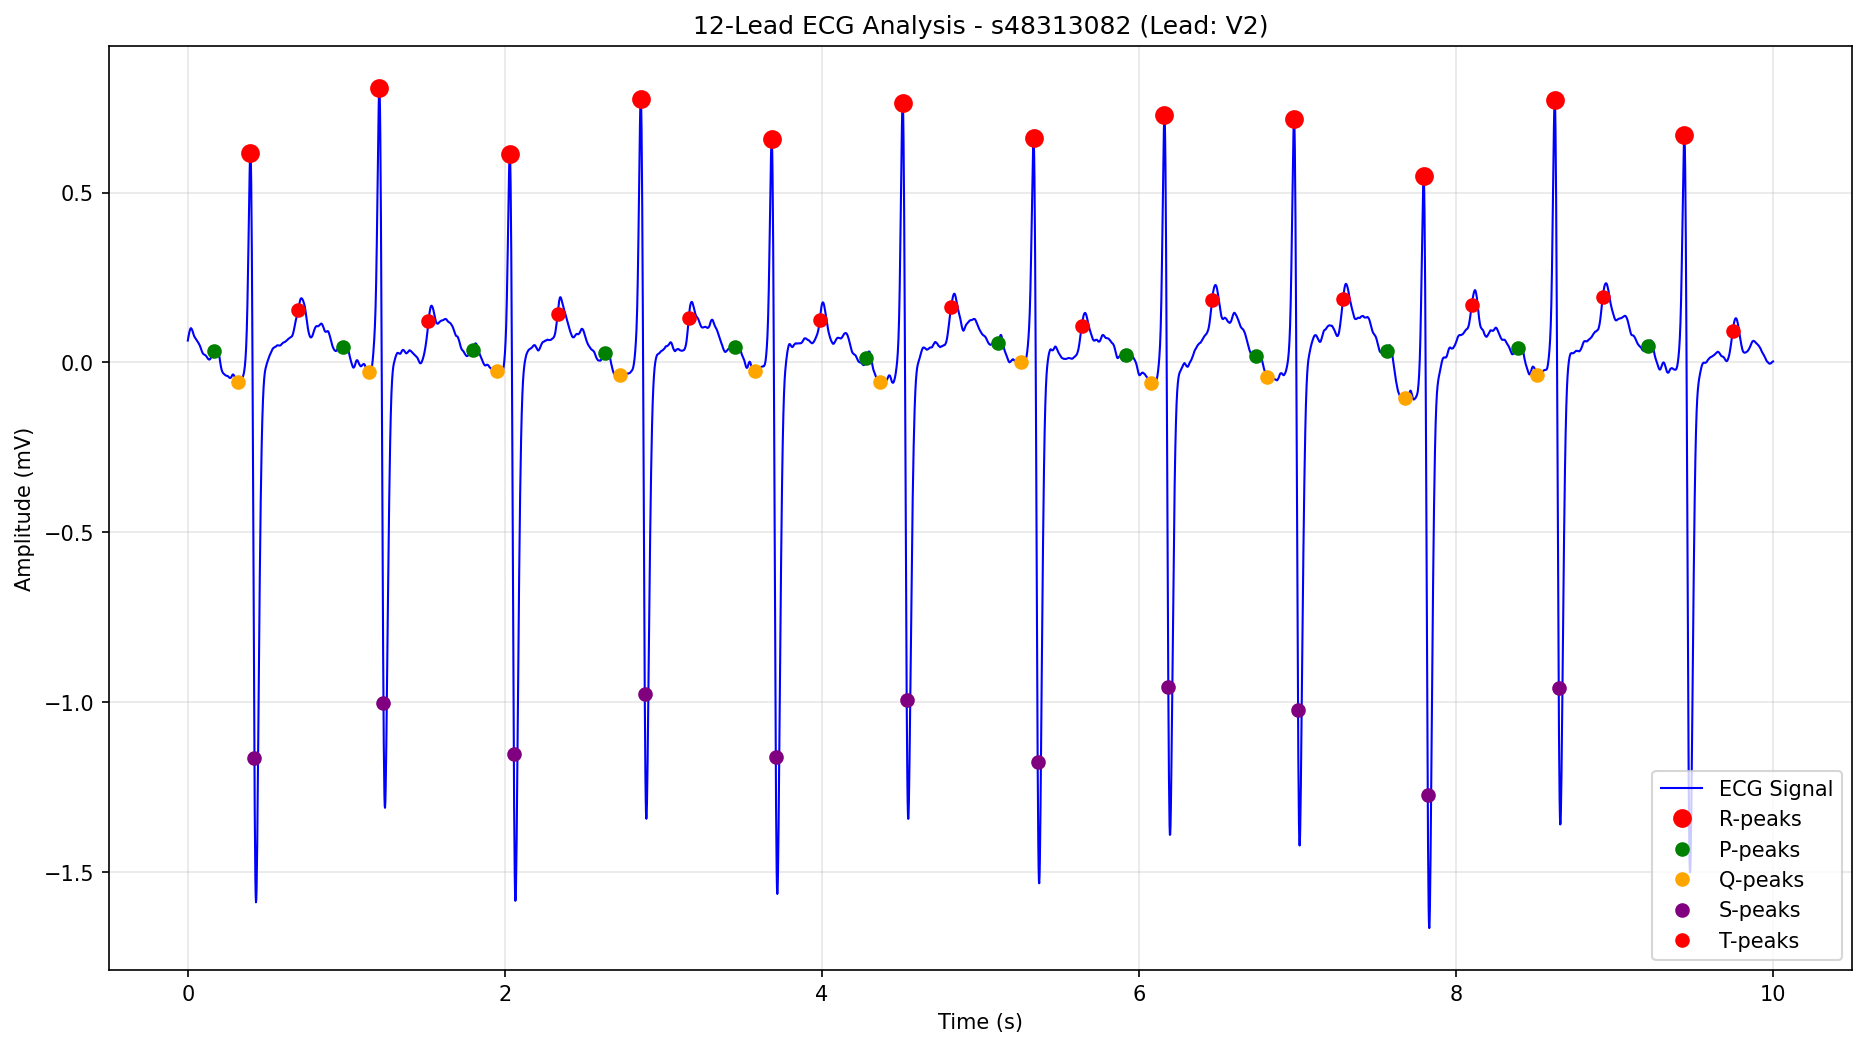 12-Lead ECG Analysis - s48313082 (Lead: V2)
0.5
0.0
−0.5
−1.0
−1.5
Amplitude (mV)
0 2 4 6 8 10
Time (s)
ECG Signal
R-peaks
P-peaks
Q-peaks
S-peaks
T-peaks